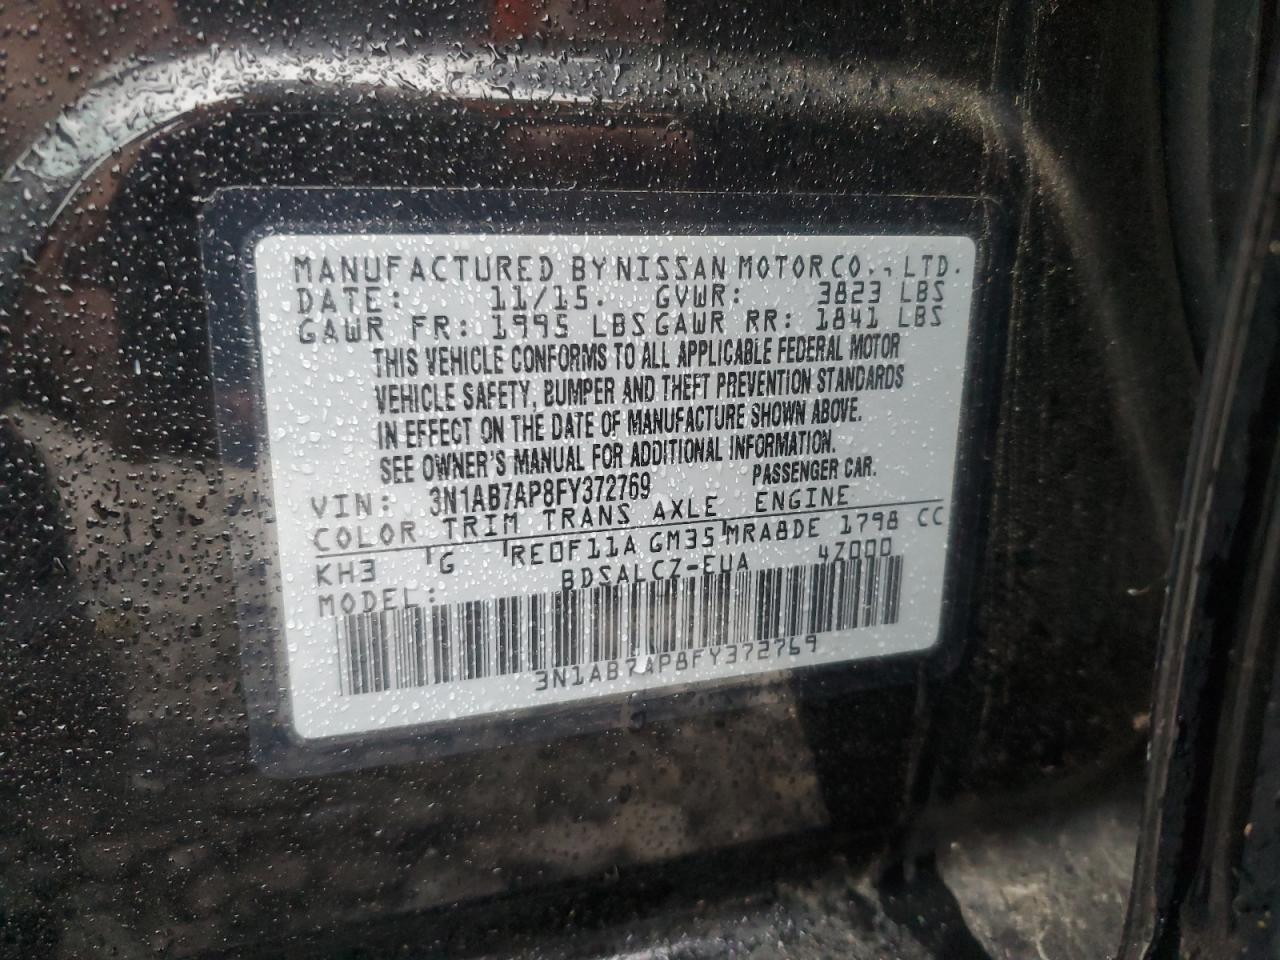 MANUFACTURED BY NISSAN MOTOR CO., LTD.
DATE: 11/15. GVWR: 3823 LBS
GAWR FR: 1995 LBS GAWR RR: 1841 LBS
THIS VEHICLE CONFORMS TO ALL APPLICABLE FEDERAL MOTOR
VEHICLE SAFETY, BUMPER AND THEFT PREVENTION STANDARDS
IN EFFECT ON THE DATE OF MANUFACTURE SHOWN ABOVE.
SEE OWNER'S MANUAL FOR ADDITIONAL INFORMATION.
VIN: 3N1AB7AP8FY372769 PASSENGER CAR.
COLOR TRIM TRANS AXLE ENGINE
KH3 G RE0F11A GM35 MRA8DE 1798 CC
MODEL: BDSALCZ-EUA 4Z000
3N1AB7AP8FY372769